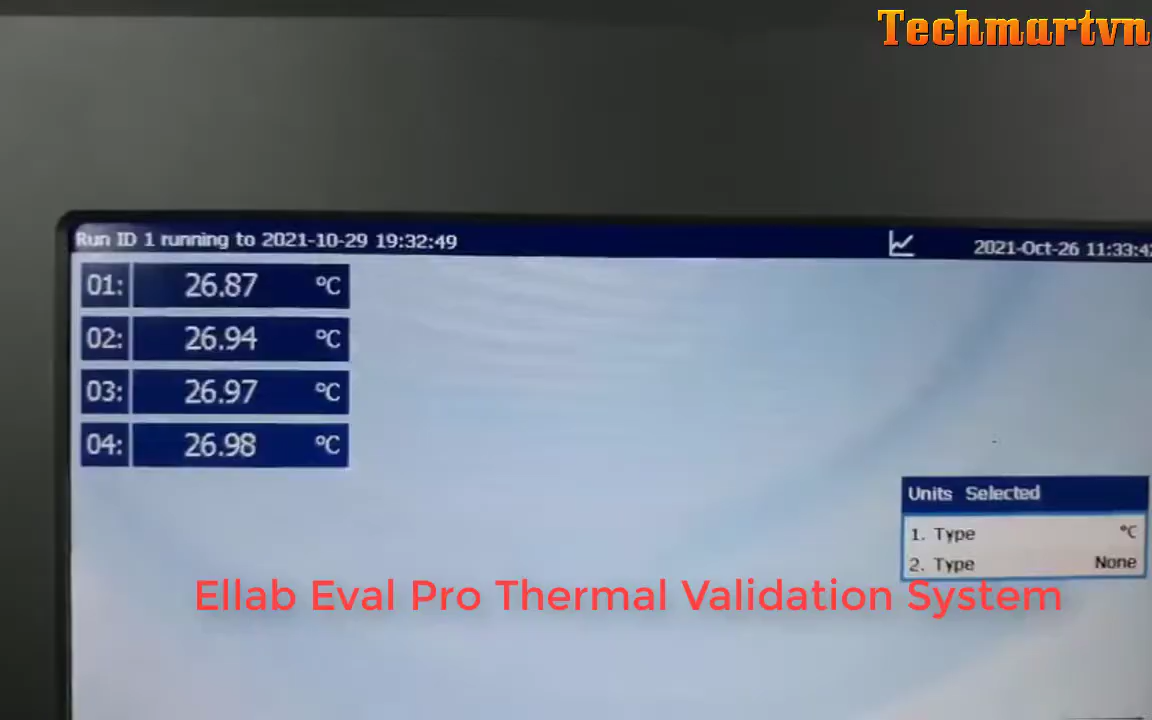 Techmartvn
Run ID 1 running to 2021-10-29 19:32:49
2021-Oct-26 11:33:42
01: 26.87 °C
02: 26.94 °C
03: 26.97 °C
04: 26.98 °C
Units Selected
1. Type °C
2. Type None
Ellab Eval Pro Thermal Validation System